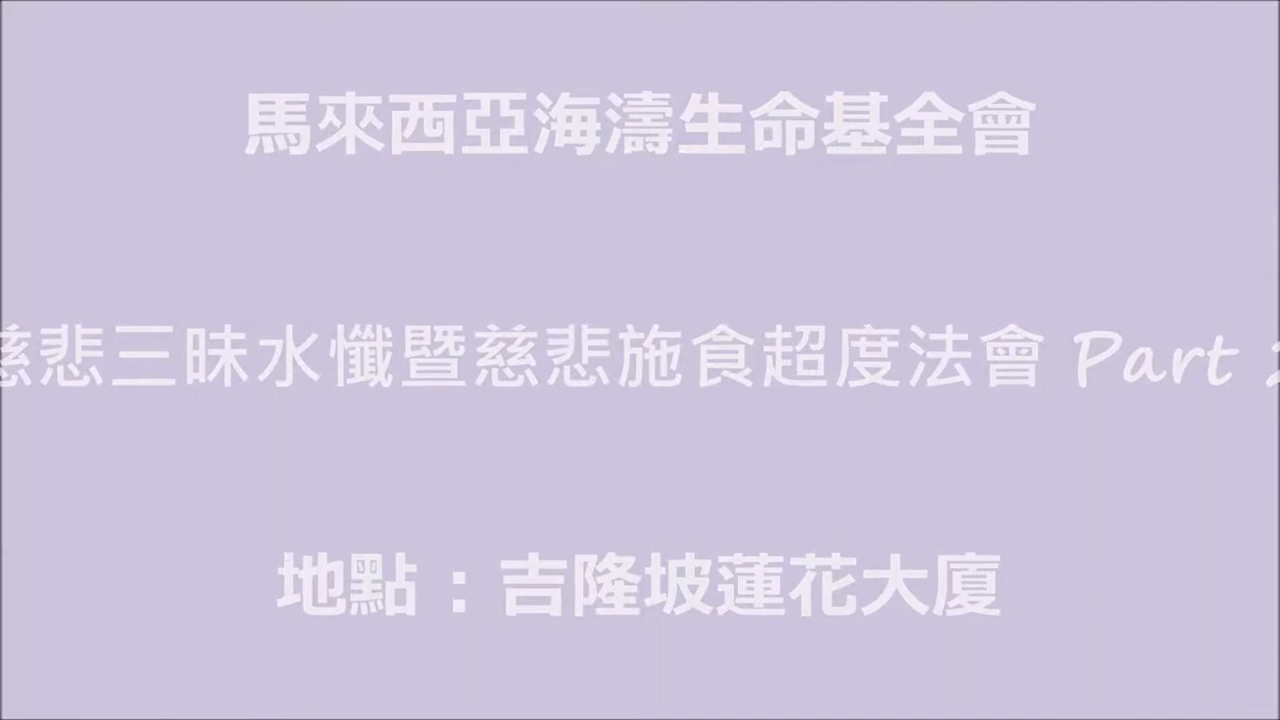 馬來西亞海濤生命基全會
慈悲三昧水懺暨慈悲施食超度法會 Part
地點：吉隆坡蓮花大廈